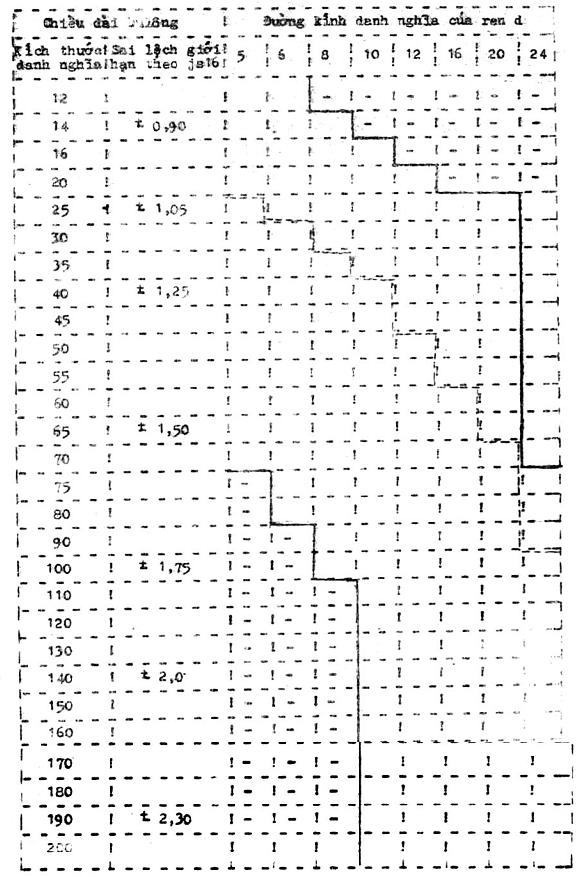 Chiều dài Đường kính danh nghĩa của ren d
Kích thước Sai lệch giới 5 6 8 10 12 16 20 24
danh nghĩa hạn theo js16
12 - - - - -
14 ± 0,90 - - - -
16 - - -
20 - -
25 ± 1,05
30
35
40 ± 1,25
45
50
55
60
65 ± 1,50
70
75 -
80 -
90 - -
100 ± 1,75 - -
110 - - -
120 - - -
130 - - -
140 ± 2,0 - - -
150 - - -
160 - - -
170 - - -
180 - - -
190 ± 2,30 - - -
200 - - -